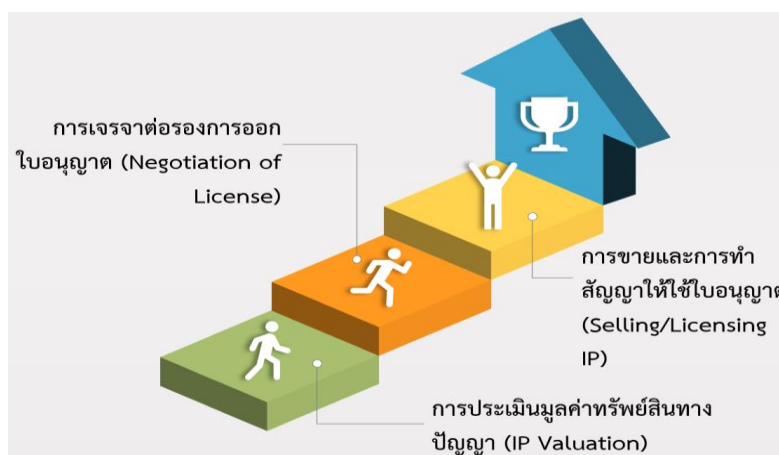 การเจรจาต่อรองการออก
ใบอนุญาต (Negotiation of
License)
การขายและการทำ
สัญญาให้ใช้ใบอนุญาต
(Selling/Licensing
IP)
การประเมินมูลค่าทรัพย์สินทาง
ปัญญา (IP Valuation)